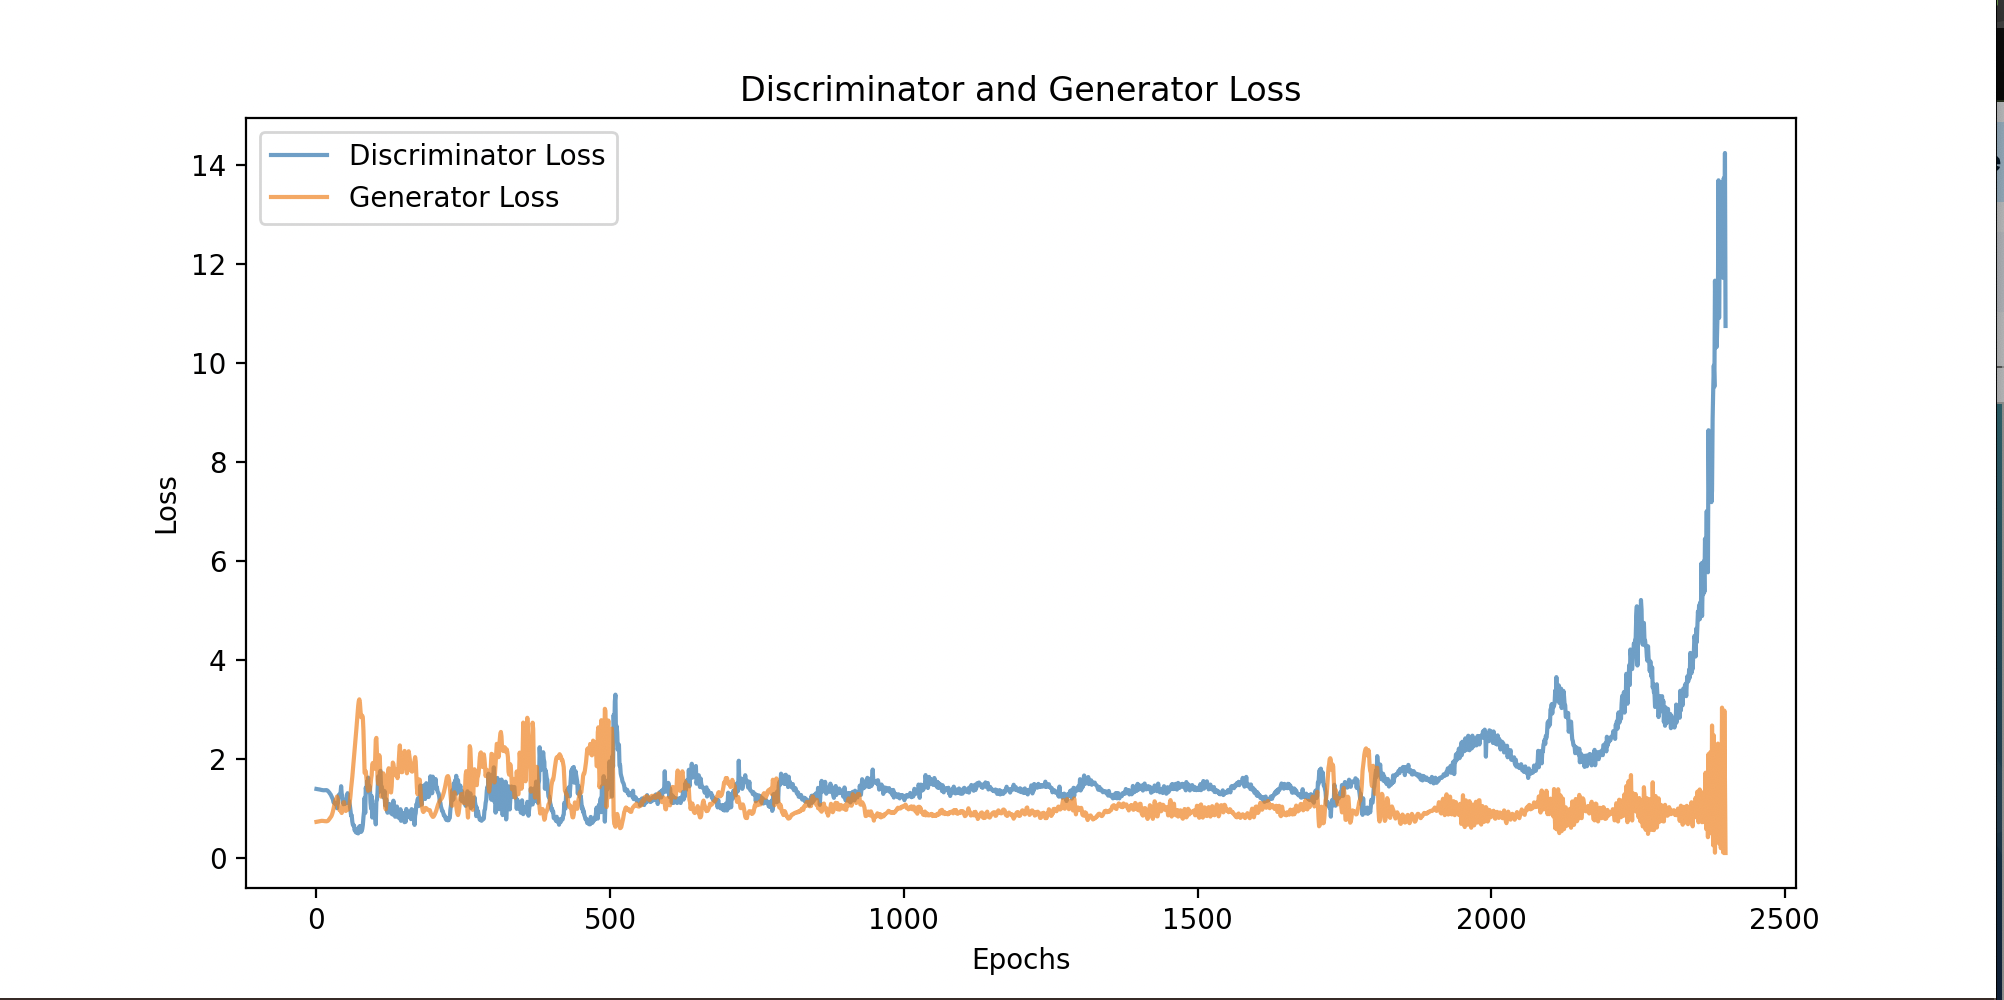 Discriminator and Generator Loss
Discriminator Loss
Generator Loss
14
12
10
8
6
4
2
0
Loss
0 500 1000 1500 2000 2500
Epochs